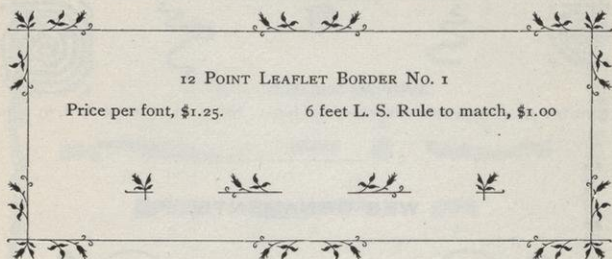 12 Point Leaflet Border No. 1
Price per font, $1.25. 6 feet L. S. Rule to match, $1.00